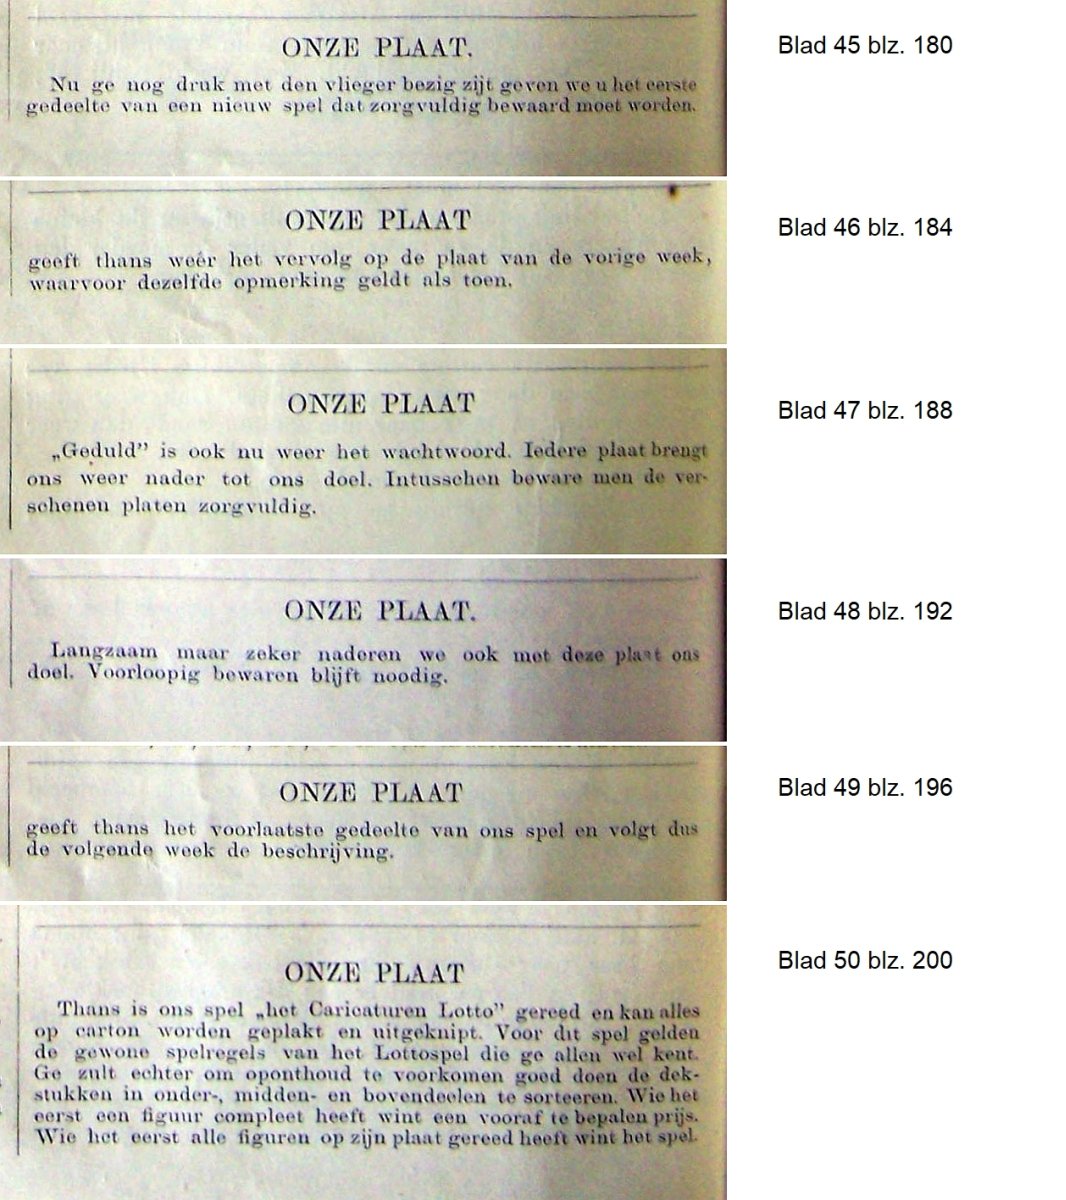 ONZE PLAAT.
Blad 45 blz. 180
Nu ge nog druk met den vlieger bezig zijt geven we u het eerste
gedeelte van een nieuw spel dat zorgvuldig bewaard moet worden.
ONZE PLAAT
Blad 46 blz. 184
geeft thans weêr het vervolg op de plaat van de vorige week,
waarvoor dezelfde opmerking geldt als toen.
ONZE PLAAT
Blad 47 blz. 188
„Geduld” is ook nu weer het wachtwoord. Iedere plaat brengt
ons weer nader tot ons doel. Intusschen beware men de ver-
schenen platen zorgvuldig.
ONZE PLAAT.
Blad 48 blz. 192
Langzaam maar zeker naderen we ook met deze plaat ons
doel. Voorloopig bewaren blijft noodig.
ONZE PLAAT
Blad 49 blz. 196
geeft thans het voorlaatste gedeelte van ons spel en volgt dus
de volgende week de beschrijving.
ONZE PLAAT
Blad 50 blz. 200
Thans is ons spel „het Caricaturen Lotto” gereed en kan alles
op carton worden geplakt en uitgeknipt. Voor dit spel gelden
de gewone spelregels van het Lottospel die ge allen wel kent.
Ge zult echter om oponthoud te voorkomen goed doen de dek-
stukken in onder-, midden- en bovendeelen te sorteeren. Wie het
eerst een figuur compleet heeft wint een vooraf te bepalen prijs.
Wie het eerst alle figuren op zijn plaat gereed heeft wint het spel.